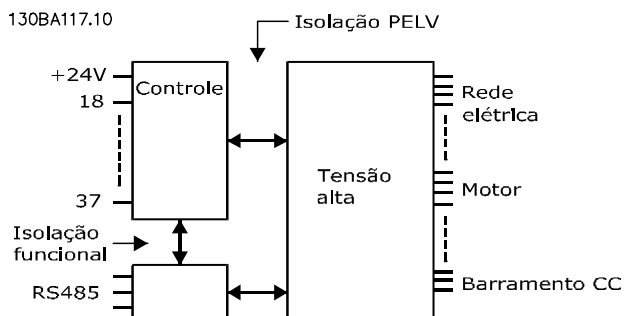 130BA117.10
Isolação PELV
+24V
Controle
18
37
Tensão
alta
Rede
elétrica
Motor
Isolação
funcional
RS485
Barramento CC